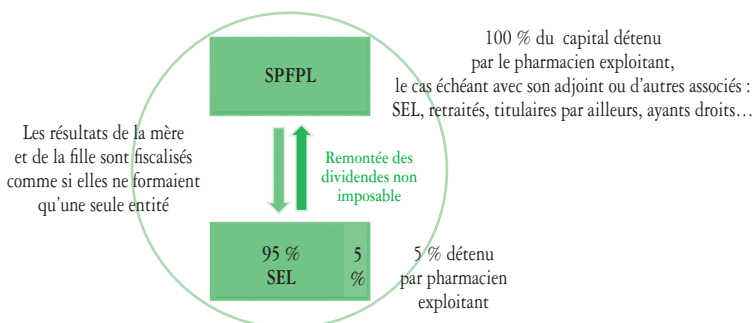 SPFPL
100 % du capital détenu
par le pharmacien exploitant,
le cas échéant avec son adjoint ou d'autres associés :
SEL, retraités, titulaires par ailleurs, ayants droits…
Les résultats de la mère
et de la fille sont fiscalisés
comme si elles ne formaient
qu'une seule entité
Remontée des
dividendes non
imposable
95 %
SEL
5
%
5 % détenu
par pharmacien
exploitant